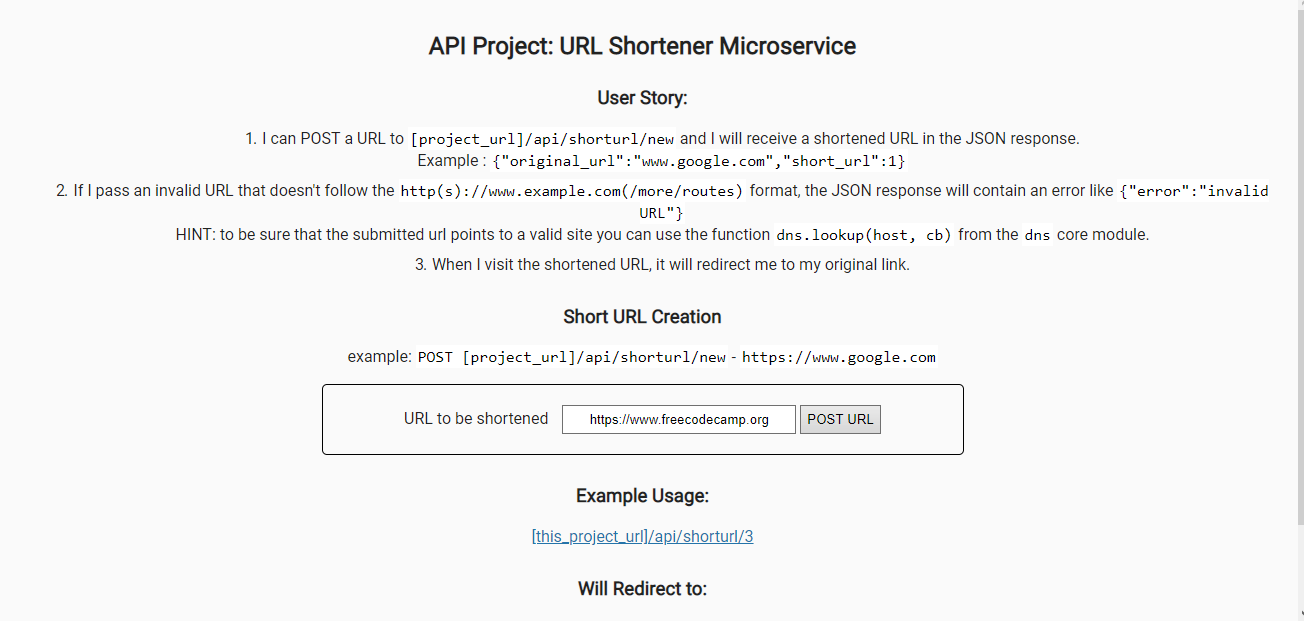 API Project: URL Shortener Microservice
User Story:
1. I can POST a URL to [project_url]/api/shorturl/new and I will receive a shortened URL in the JSON response.
Example : {"original_url":"www.google.com","short_url":1}
2. If I pass an invalid URL that doesn't follow the http(s)://www.example.com(/more/routes) format, the JSON response will contain an error like {"error":"invalid
URL"}
HINT: to be sure that the submitted url points to a valid site you can use the function dns.lookup(host, cb) from the dns core module.
3. When I visit the shortened URL, it will redirect me to my original link.
Short URL Creation
example: POST [project_url]/api/shorturl/new - https://www.google.com
URL to be shortened https://www.freecodecamp.org POST URL
Example Usage:
[this_project_url]/api/shorturl/3
Will Redirect to: